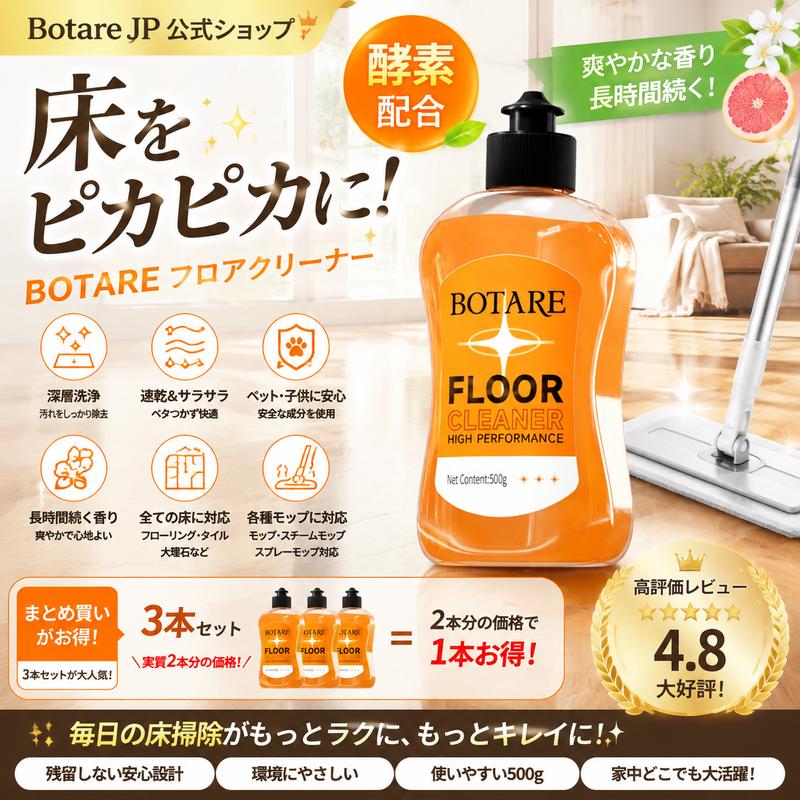 Botare JP 公式ショップ
酵素
配合
爽やかな香り
長時間続く!
床を
ピカピカに!
BOTARE フロアクリーナー
深層洗浄
汚れをしっかり除去
速乾&サラサラ
ベタつかず快適
ペット・子供に安心
安全な成分を使用
長時間続く香り
爽やかで心地よい
全ての床に対応
フローリング・タイル
大理石など
各種モップに対応
モップ・スチームモップ
スプレーモップ対応
BOTARE
FLOOR
CLEANER
HIGH PERFORMANCE
Net Content:500g
まとめ買い
がお得!
3本セットが大人気!
3本セット
\実質2本分の価格!/
BOTARE
FLOOR
BOTARE
FLOOR
BOTARE
FLOOR
=
2本分の価格で
1本お得!
高評価レビュー
4.8
大好評!
毎日の床掃除がもっとラクに、もっとキレイに!
残留しない安心設計
環境にやさしい
使いやすい500g
家中どこでも大活躍!